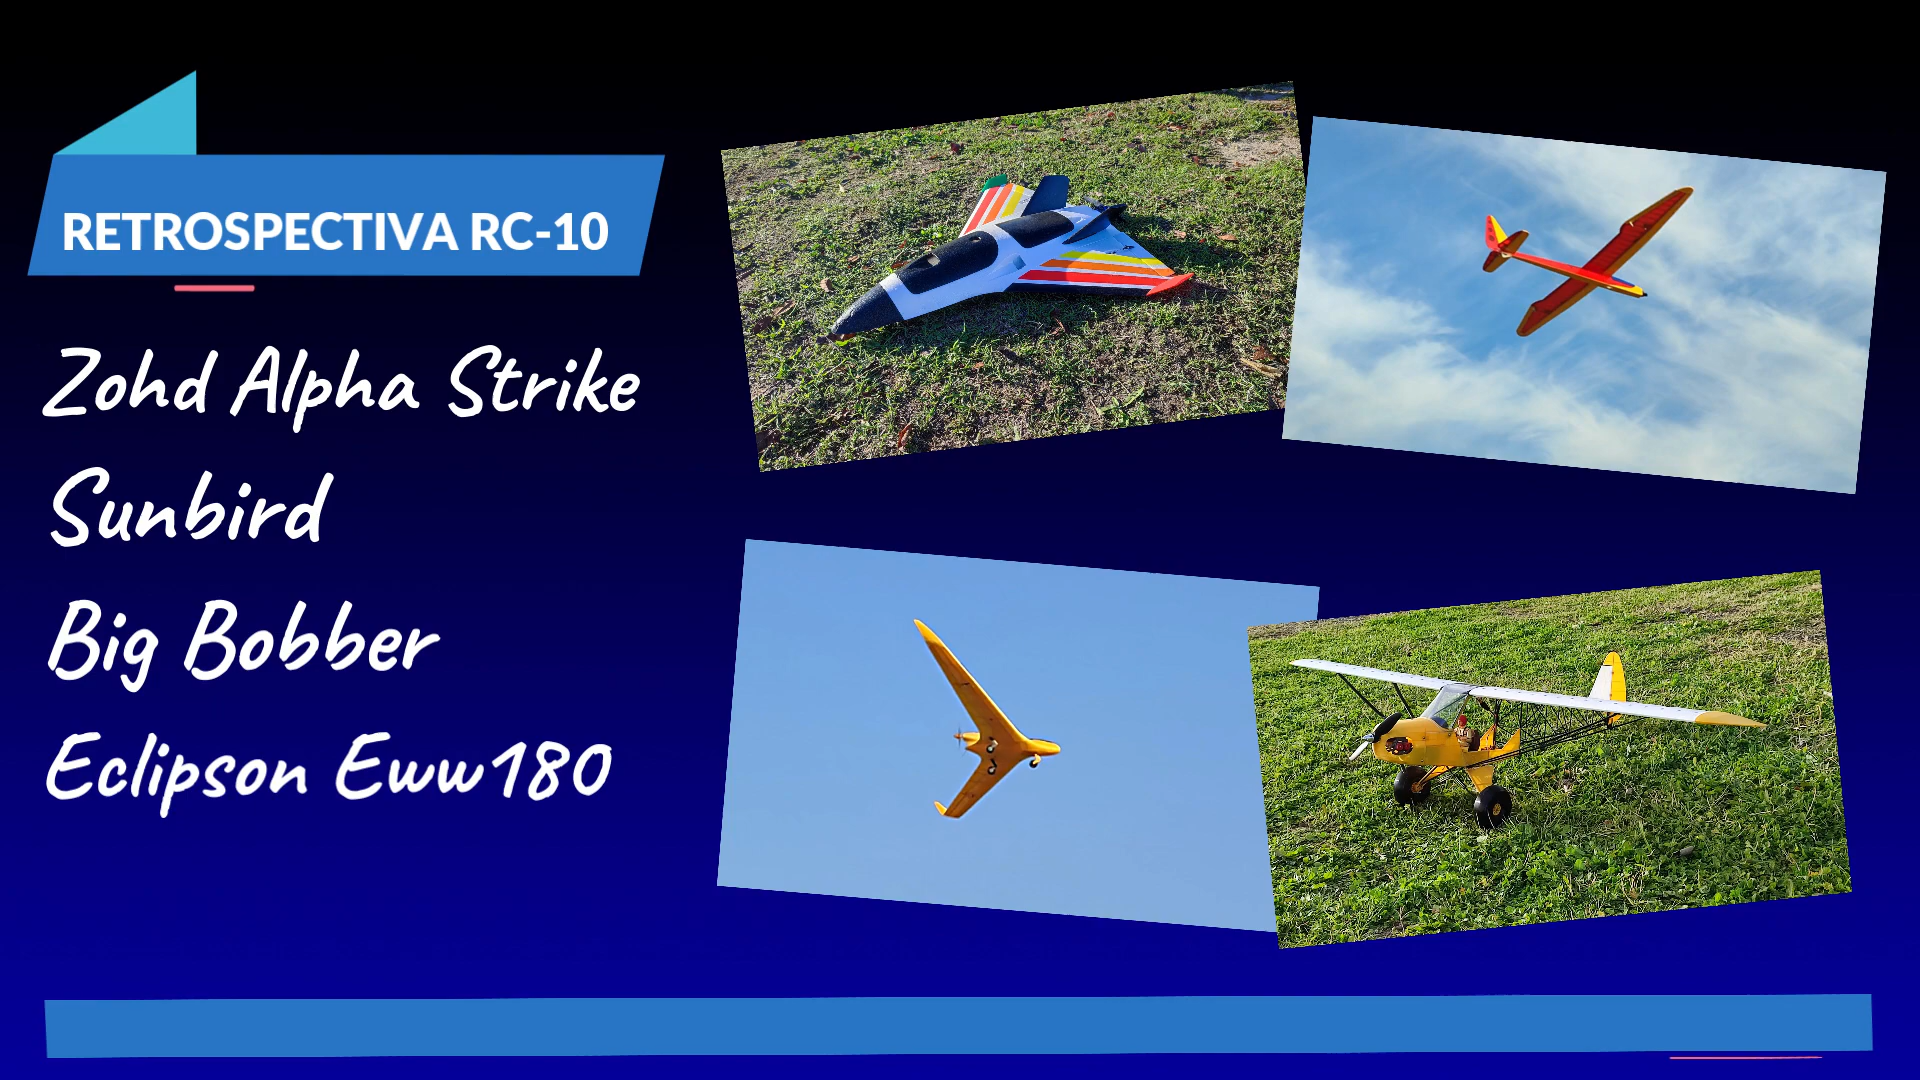 RETROSPECTIVA RC-10
Zohd Alpha Strike
Sunbird
Big Bobber
Eclipson Eww180